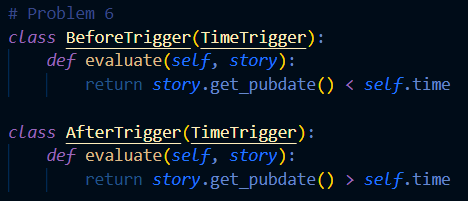 # Problem 6
class BeforeTrigger(TimeTrigger):
    def evaluate(self, story):
        return story.get_pubdate() < self.time

class AfterTrigger(TimeTrigger):
    def evaluate(self, story):
        return story.get_pubdate() > self.time